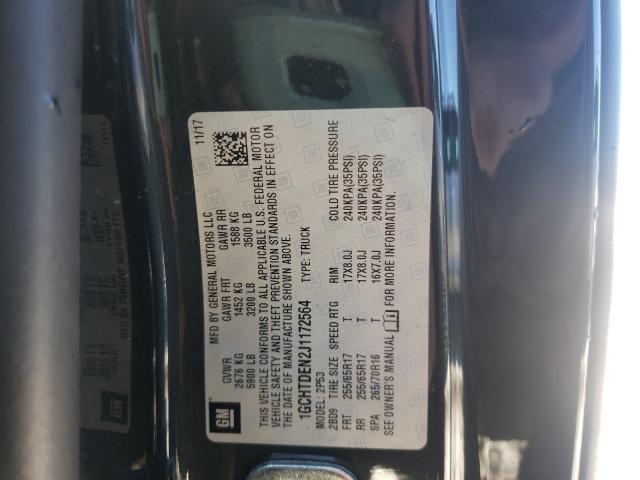 GM
MFD BY GENERAL MOTORS LLC 11/17
GVWR GAWR FRT GAWR RR
2676 KG 1452 KG 1588 KG
5900 LB 3200 LB 3500 LB
THIS VEHICLE CONFORMS TO ALL APPLICABLE U.S. FEDERAL MOTOR
VEHICLE SAFETY AND THEFT PREVENTION STANDARDS IN EFFECT ON
THE DATE OF MANUFACTURE SHOWN ABOVE.
1GCHTDEN2J1172564 TYPE: TRUCK
MODEL: 2P53
2BD9 TIRE SIZE SPEED RTG RIM COLD TIRE PRESSURE
FRT 255/65R17 T 17X8.0J 240KPA(35PSI)
RR 255/65R17 T 17X8.0J 240KPA(35PSI)
SPA 265/70R16 T 16X7.0J 240KPA(35PSI)
SEE OWNER'S MANUAL FOR MORE INFORMATION.